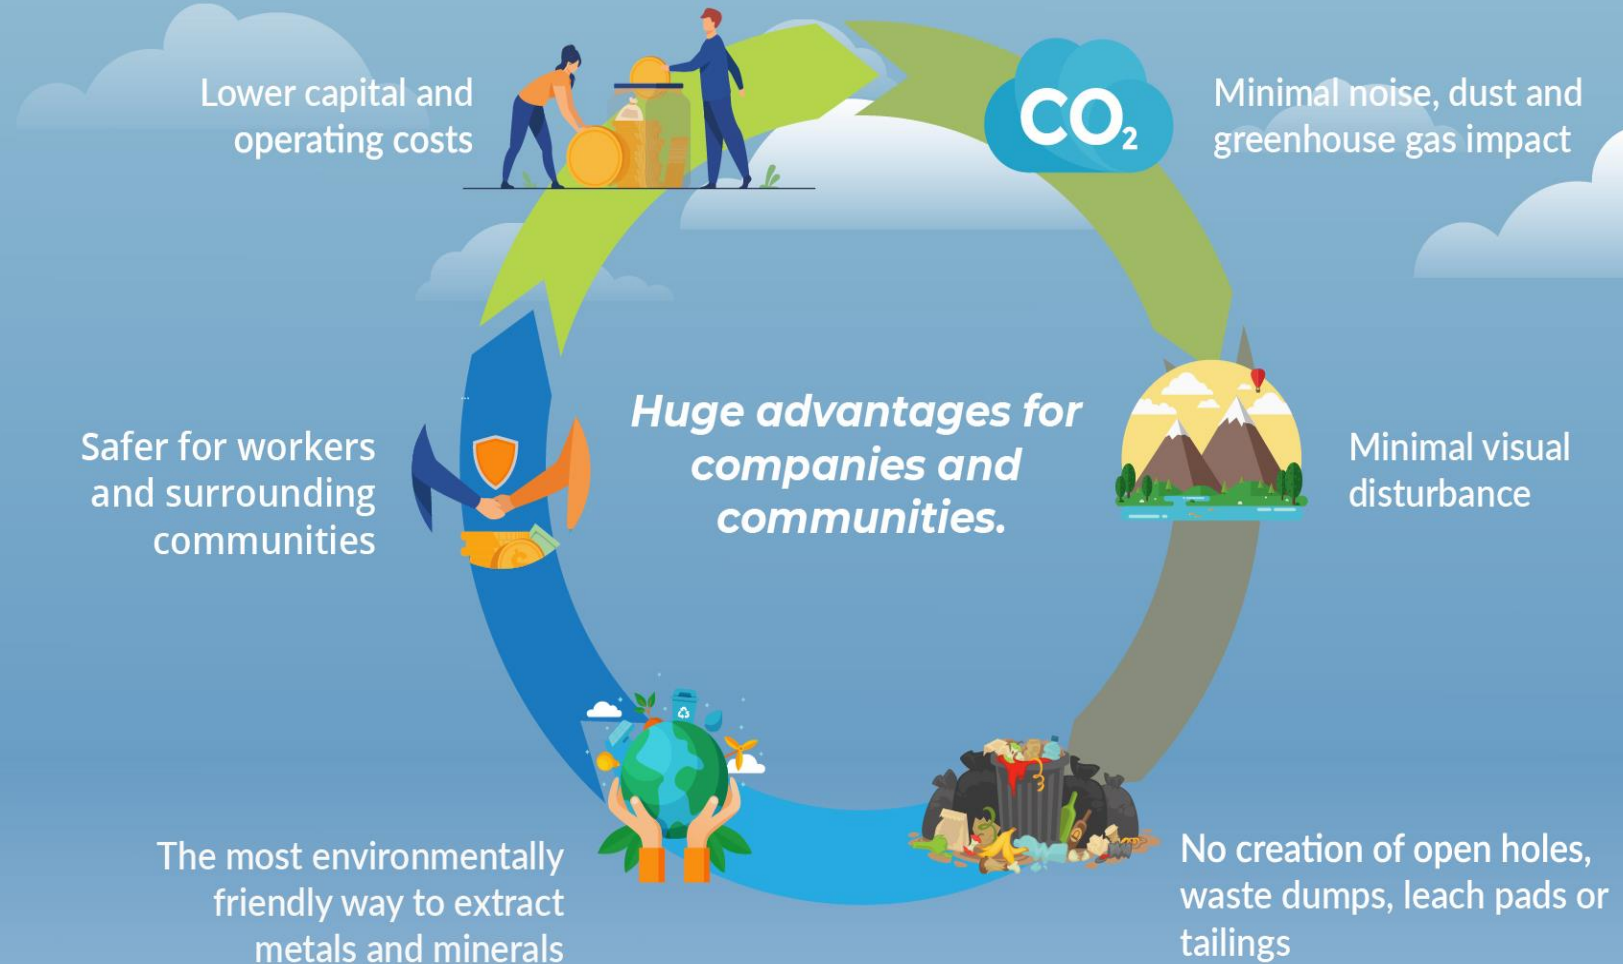 Lower capital and
operating costs
CO₂
Minimal noise, dust and
greenhouse gas impact
Huge advantages for
companies and
communities.
Safer for workers
and surrounding
communities
Minimal visual
disturbance
The most environmentally
friendly way to extract
metals and minerals
No creation of open holes,
waste dumps, leach pads or
tailings